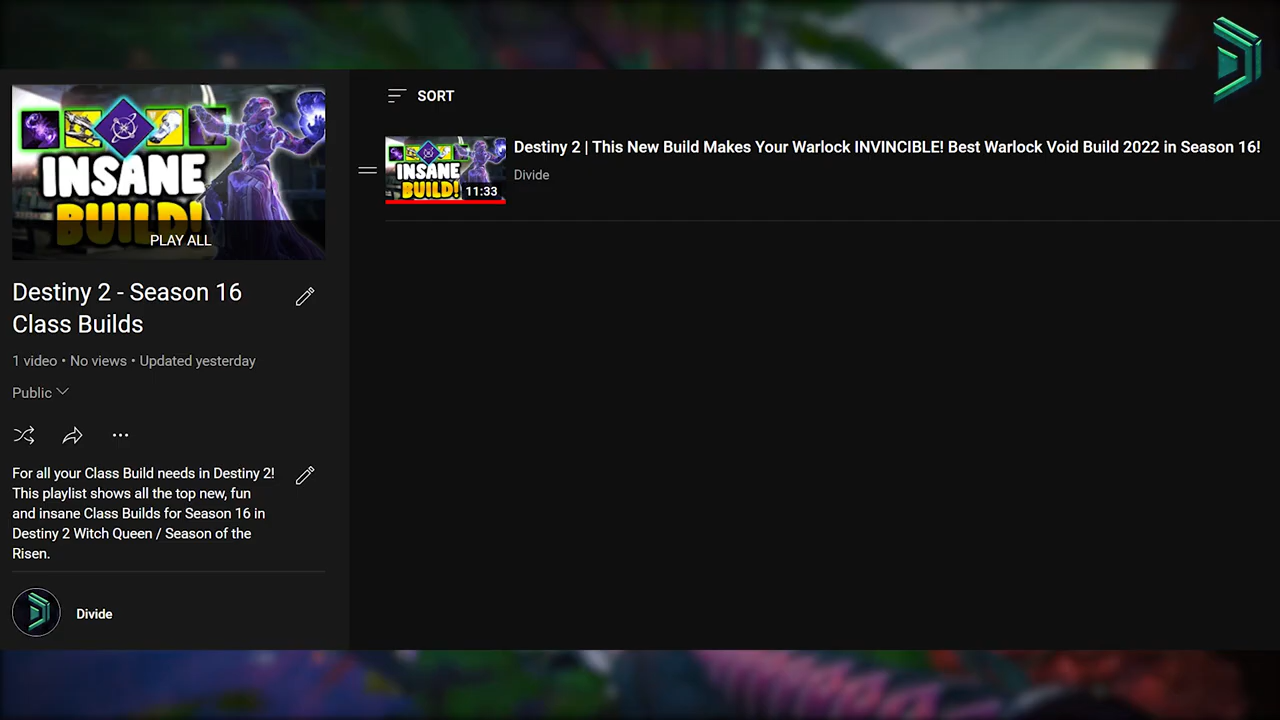 INSANE
BUILD!
PLAY ALL
Destiny 2 - Season 16
Class Builds
1 video • No views • Updated yesterday
Public
For all your Class Build needs in Destiny 2!
This playlist shows all the top new, fun
and insane Class Builds for Season 16 in
Destiny 2 Witch Queen / Season of the
Risen.
Divide
SORT
INSANE
BUILD!
11:33
Destiny 2 | This New Build Makes Your Warlock INVINCIBLE! Best Warlock Void Build 2022 in Season 16!
Divide